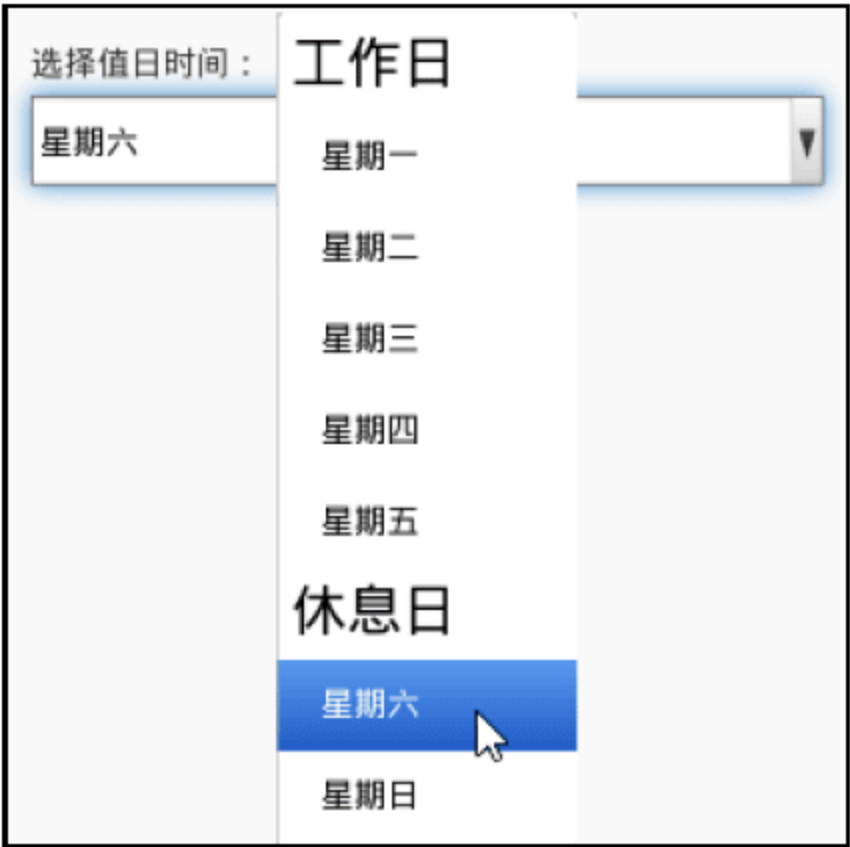 选择值日时间：
星期六
工作日
星期一
星期二
星期三
星期四
星期五
休息日
星期六
星期日